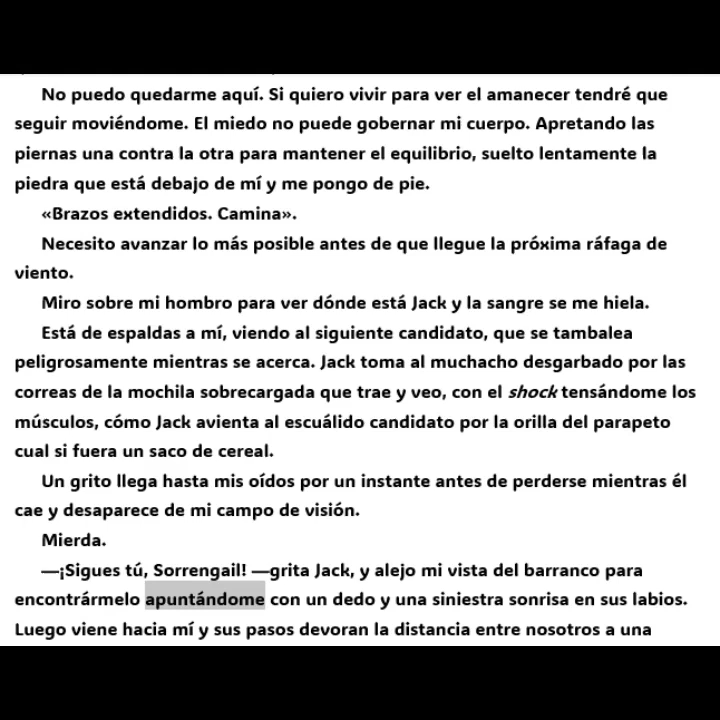 No puedo quedarme aquí. Si quiero vivir para ver el amanecer tendré que
seguir moviéndome. El miedo no puede gobernar mi cuerpo. Apretando las
piernas una contra la otra para mantener el equilibrio, suelto lentamente la
piedra que está debajo de mí y me pongo de pie.
«Brazos extendidos. Camina».
Necesito avanzar lo más posible antes de que llegue la próxima ráfaga de
viento.
Miro sobre mi hombro para ver dónde está Jack y la sangre se me hiela.
Está de espaldas a mí, viendo al siguiente candidato, que se tambalea
peligrosamente mientras se acerca. Jack toma al muchacho desgarbado por las
correas de la mochila sobrecargada que trae y veo, con el shock tensándome los
músculos, cómo Jack avienta al escuálido candidato por la orilla del parapeto
cual si fuera un saco de cereal.
Un grito llega hasta mis oídos por un instante antes de perderse mientras él
cae y desaparece de mi campo de visión.
Mierda.
—¡Sigues tú, Sorrengail! —grita Jack, y alejo mi vista del barranco para
encontrármelo apuntándome con un dedo y una siniestra sonrisa en sus labios.
Luego viene hacia mí y sus pasos devoran la distancia entre nosotros a una